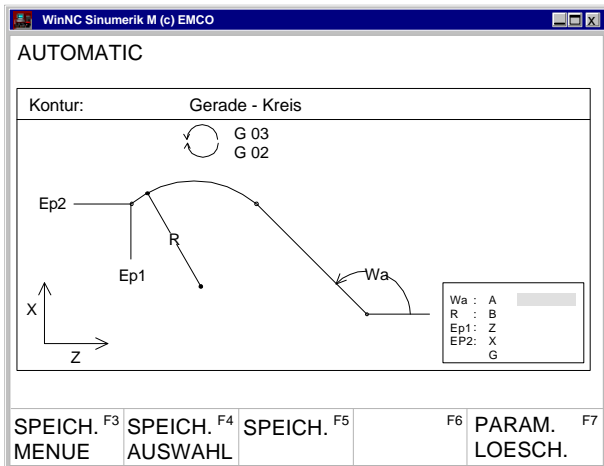 WinNC Sinumerik M (c) EMCO
AUTOMATIC
Kontur: Gerade - Kreis
G 03
G 02
Ep2
R
Ep1
Wa
X
Z
Wa : A
R : B
Ep1: Z
EP2: X
G
SPEICH. F3
MENUE
SPEICH. F4
AUSWAHL
SPEICH. F5
F6
PARAM. F7
LOESCH.